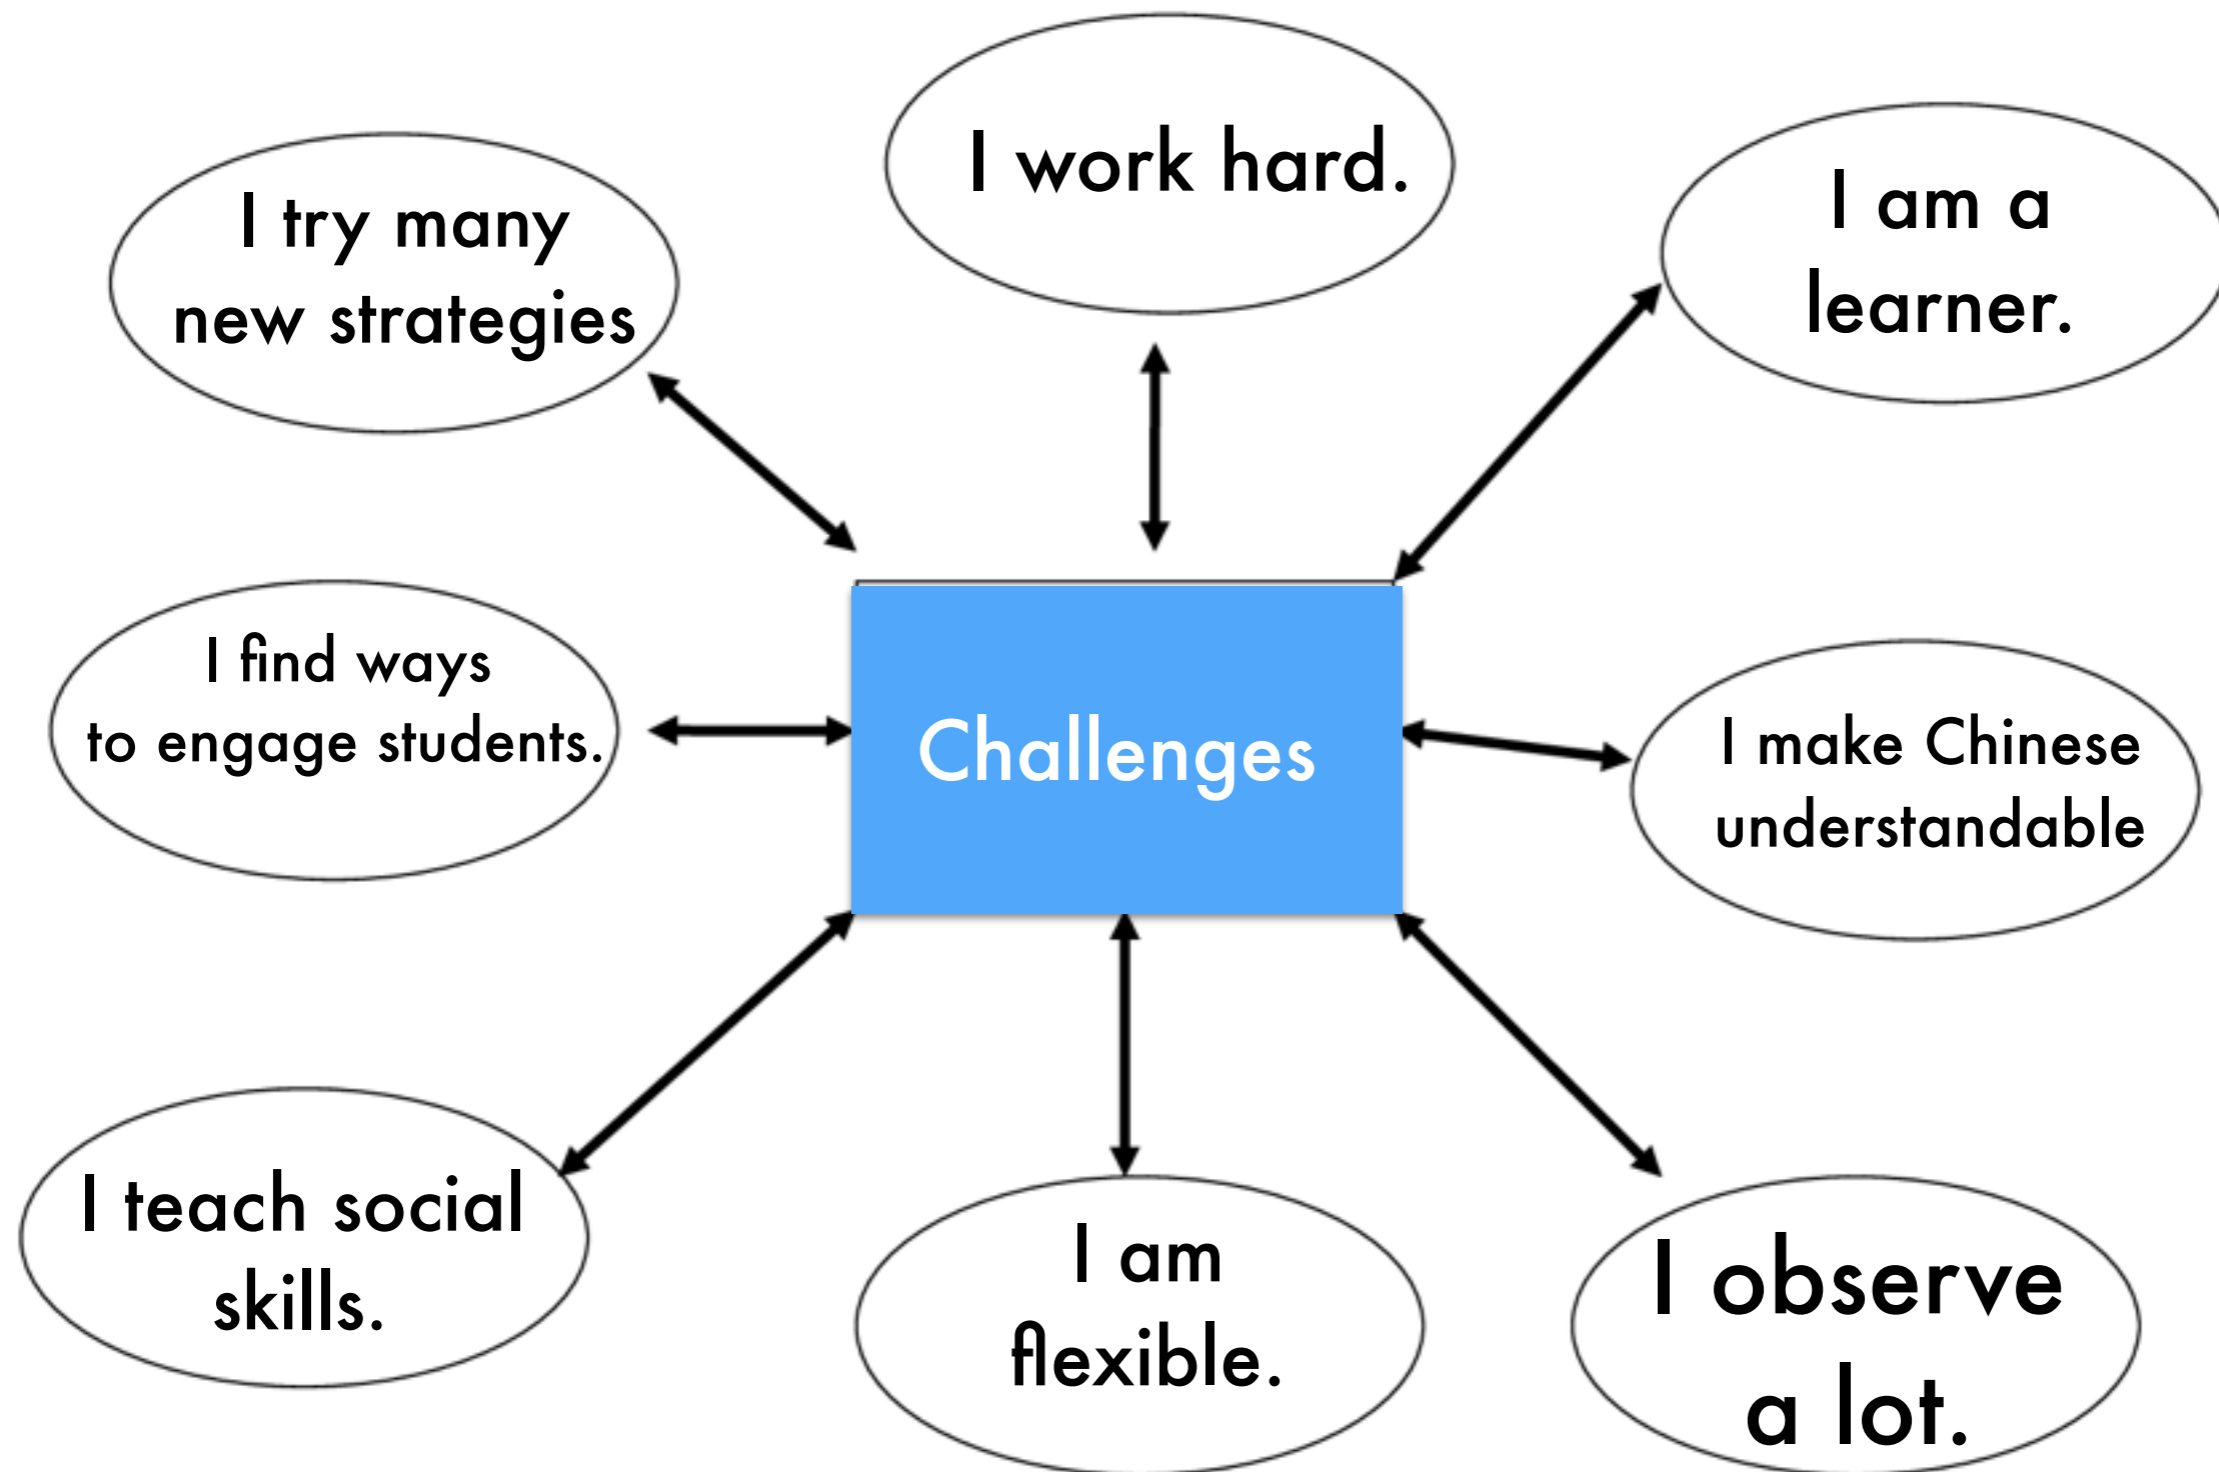 I work hard.
I try many
new strategies
I am a
learner.
I find ways
to engage students.
Challenges
I make Chinese
understandable
I teach social
skills.
I am
flexible.
I observe
a lot.